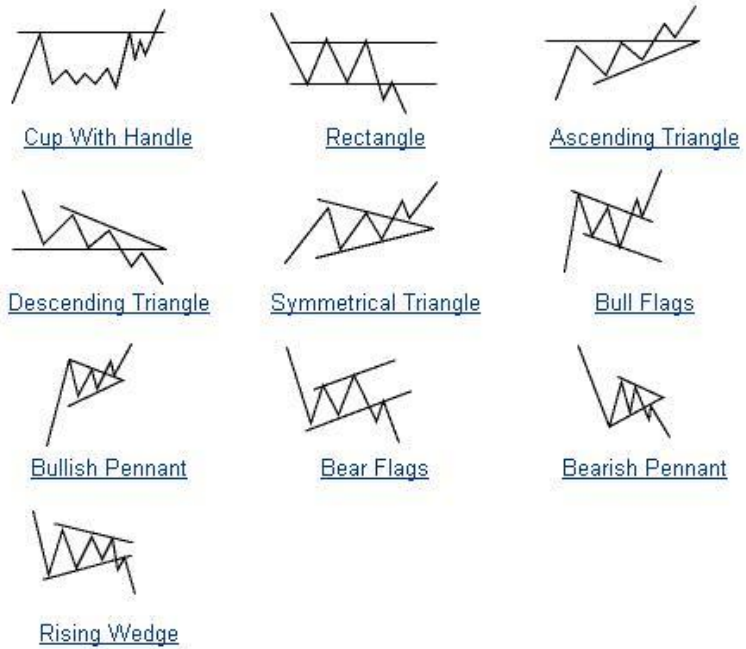 Cup With Handle
Rectangle
Ascending Triangle
Descending Triangle
Symmetrical Triangle
Bull Flags
Bullish Pennant
Bear Flags
Bearish Pennant
Rising Wedge